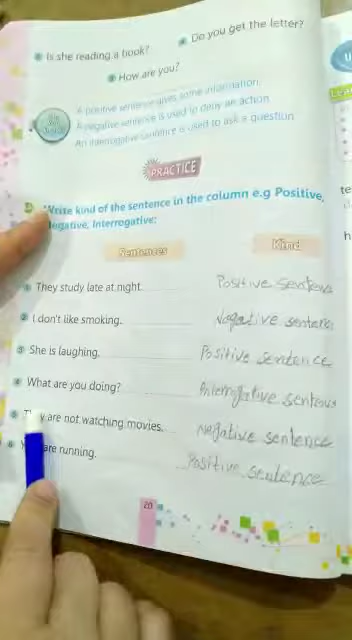 Do you get the letter?
Is she reading a book?
How are you?
A positive sentence gives some information.
A negative sentence is used to deny an action.
An interrogative sentence is used to ask a question.
PRACTICE
Write kind of the sentence in the column e.g Positive,
Negative, Interrogative:
Sentences Kind
They study late at night. Positive Sentence
I don't like smoking. Negative sentence
She is laughing. Positive Sentence
What are you doing? Interrogative sentence
They are not watching movies. Negative sentence
are running. Positive sentence
20